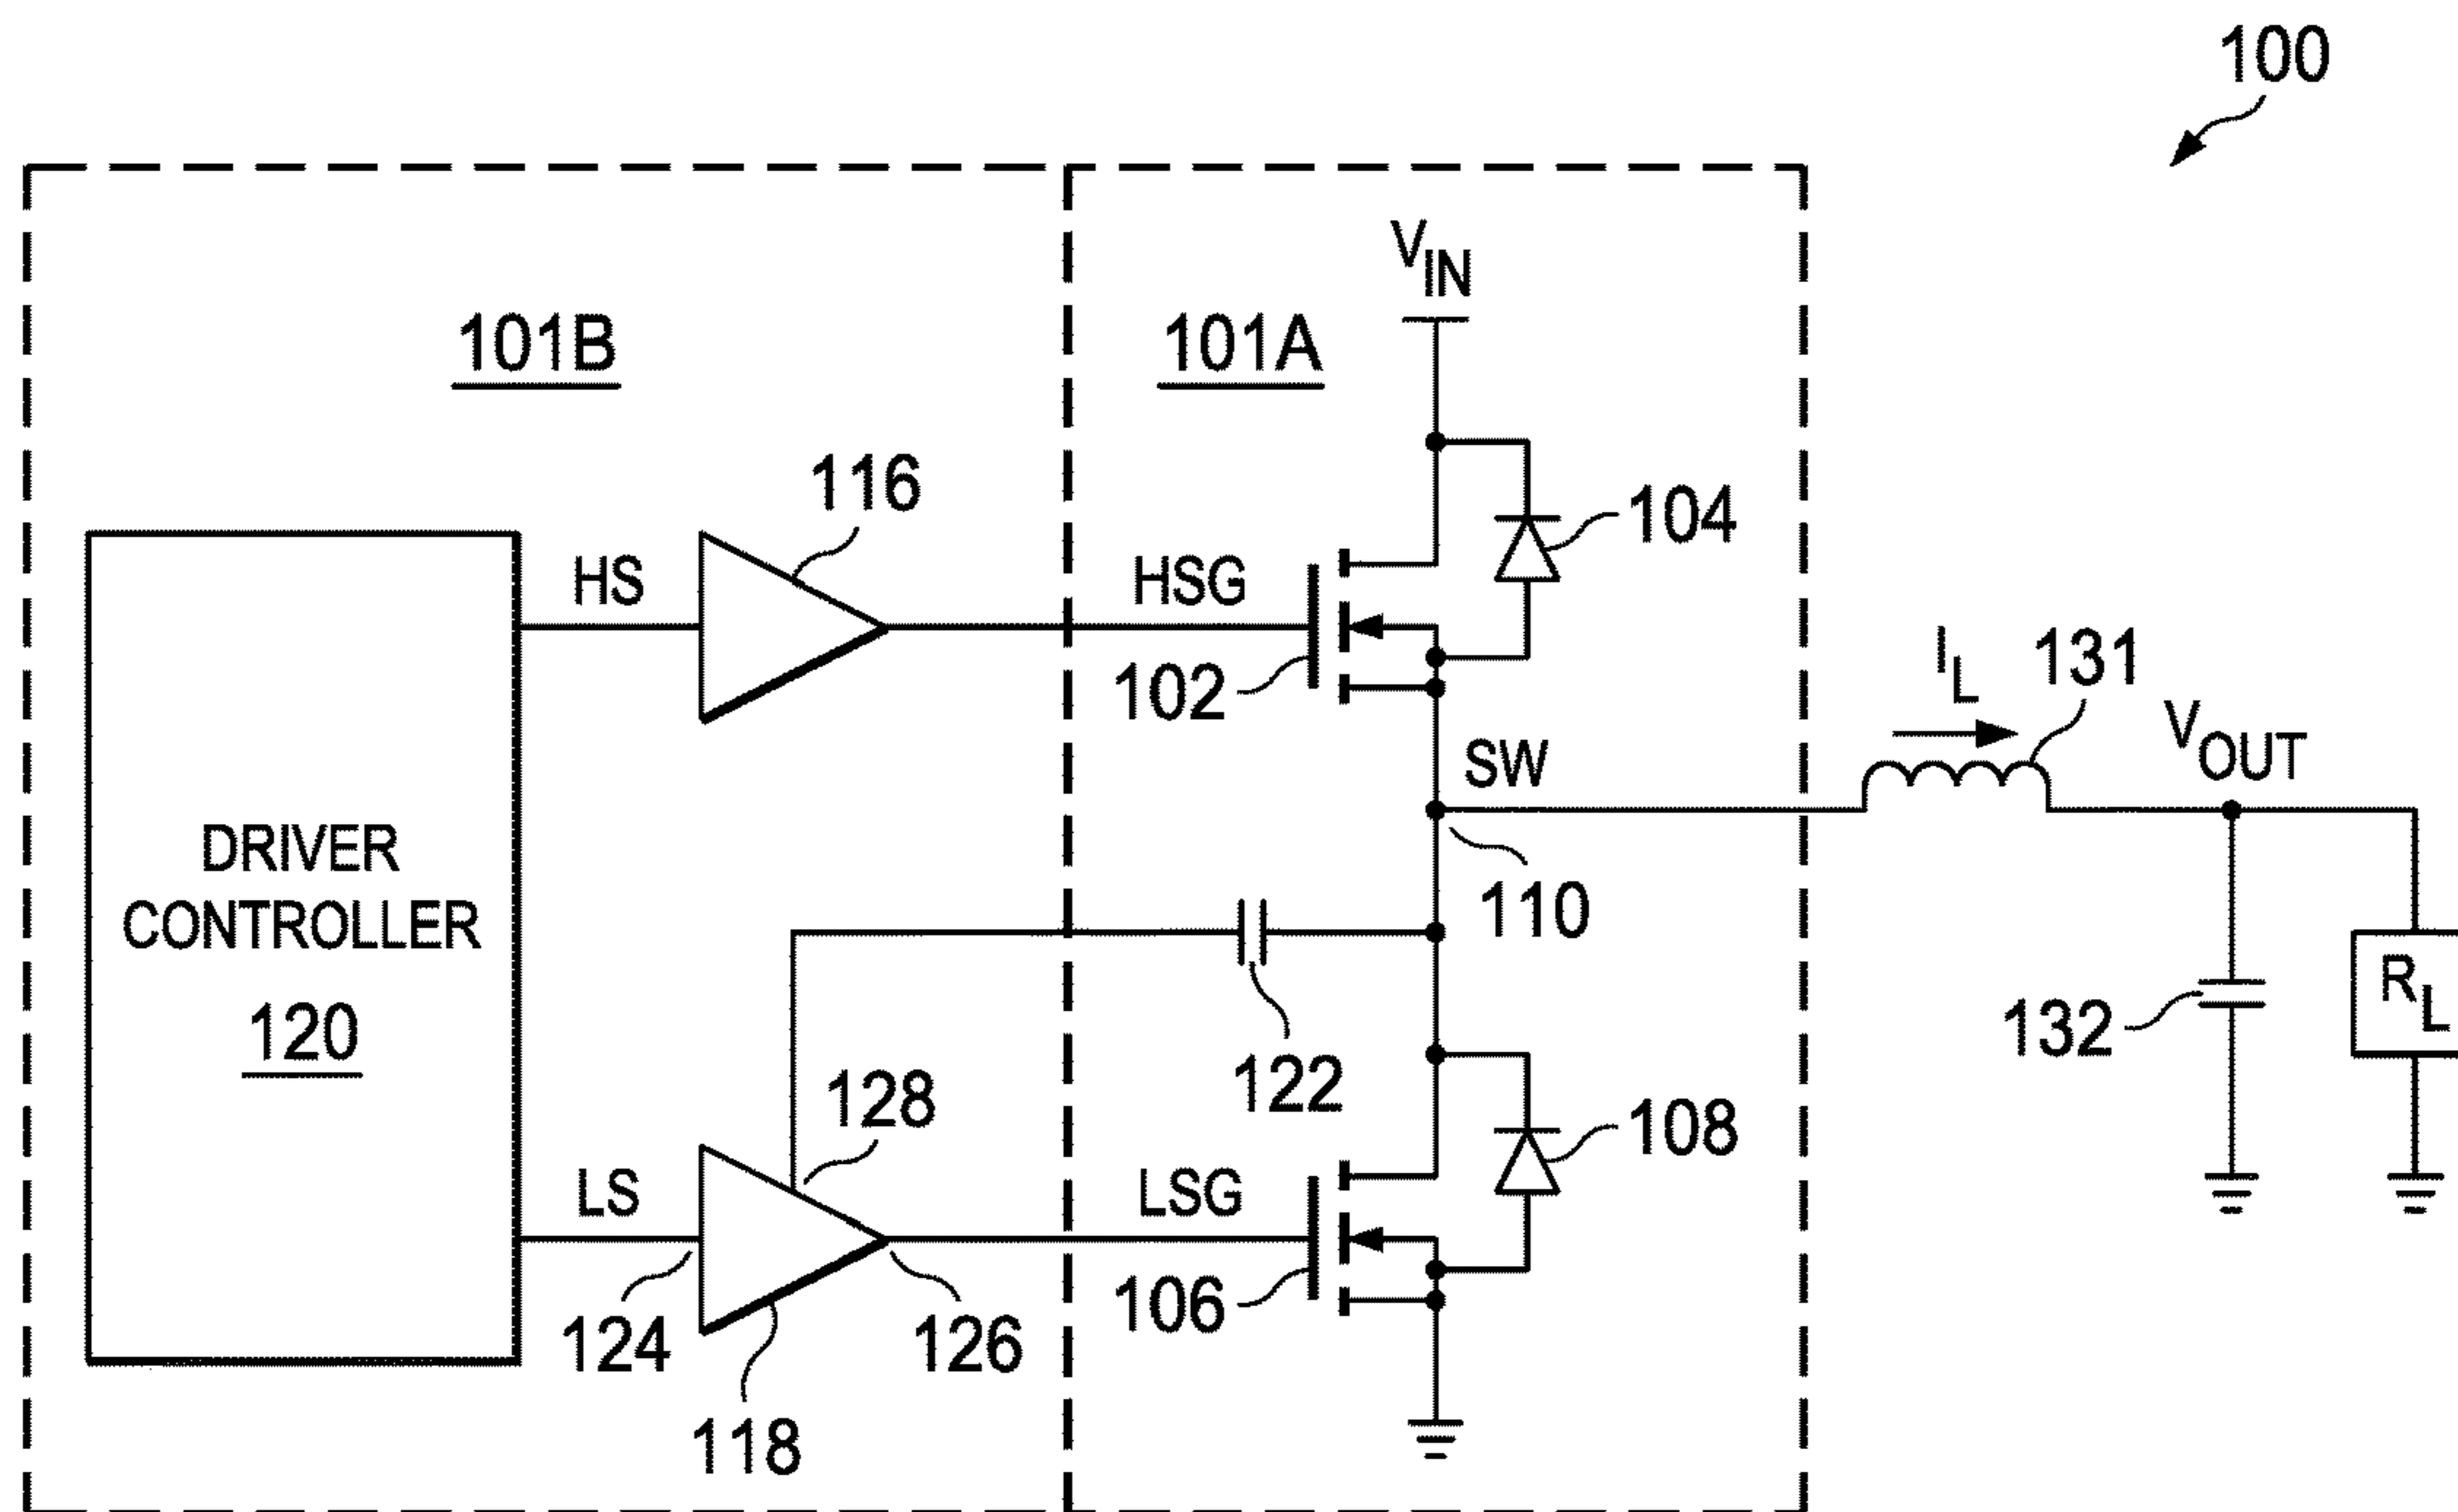 100
101B
101A
VIN
116
104
HS
HSG
102
IL
131
VOUT
SW
110
DRIVER
CONTROLLER
120
RL
132
122
128
108
LS
LSG
124
126
106
118